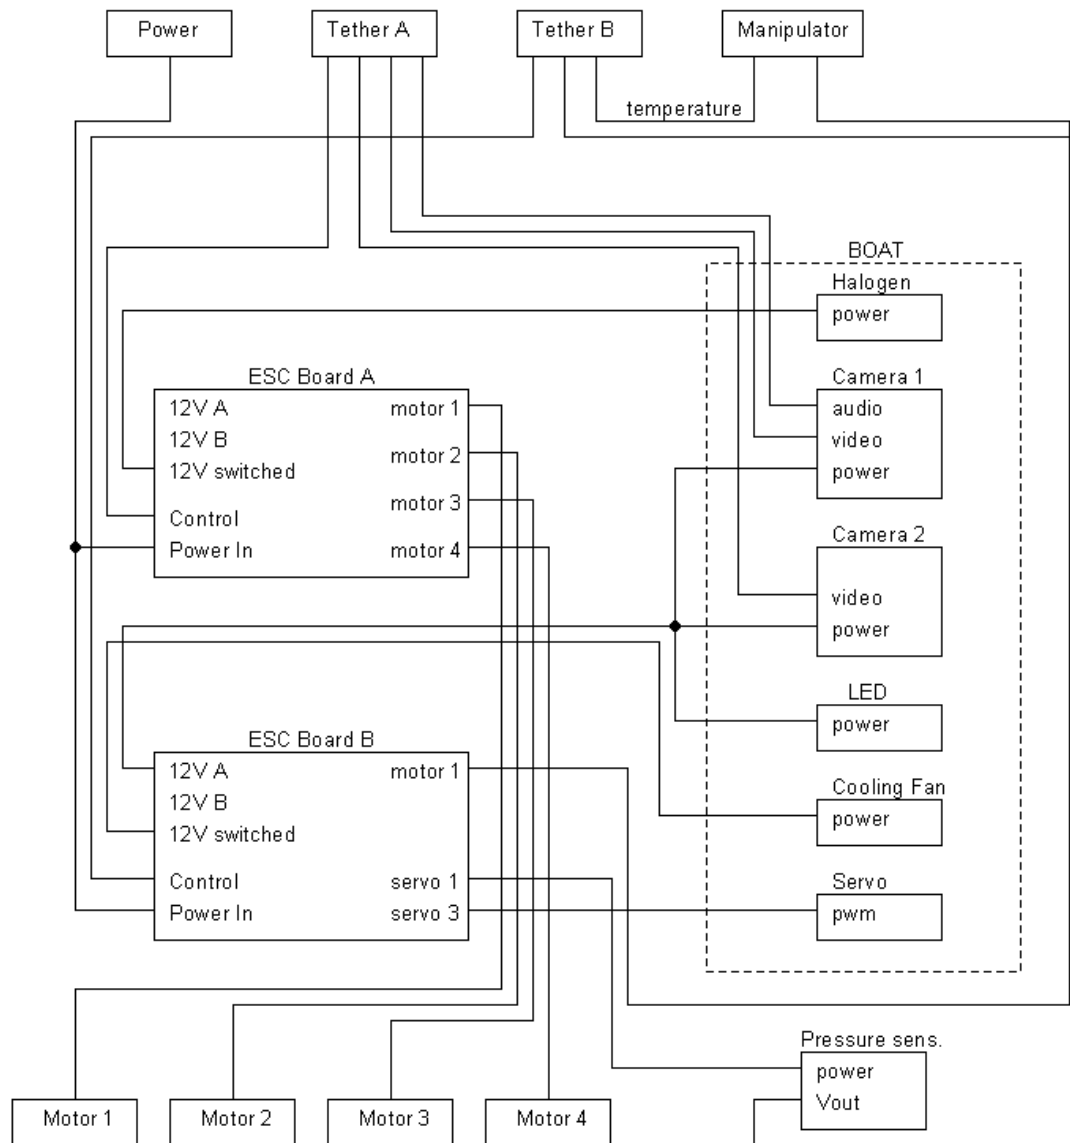 Power
Tether A
Tether B
Manipulator
temperature
BOAT
Halogen
power
ESC Board A
12V A
12V B
12V switched
Control
Power In
motor 1
motor 2
motor 3
motor 4
Camera 1
audio
video
power
Camera 2
video
power
LED
power
ESC Board B
12V A
12V B
12V switched
Control
Power In
motor 1
servo 1
servo 3
Cooling Fan
power
Servo
pwm
Pressure sens.
power
Vout
Motor 1
Motor 2
Motor 3
Motor 4